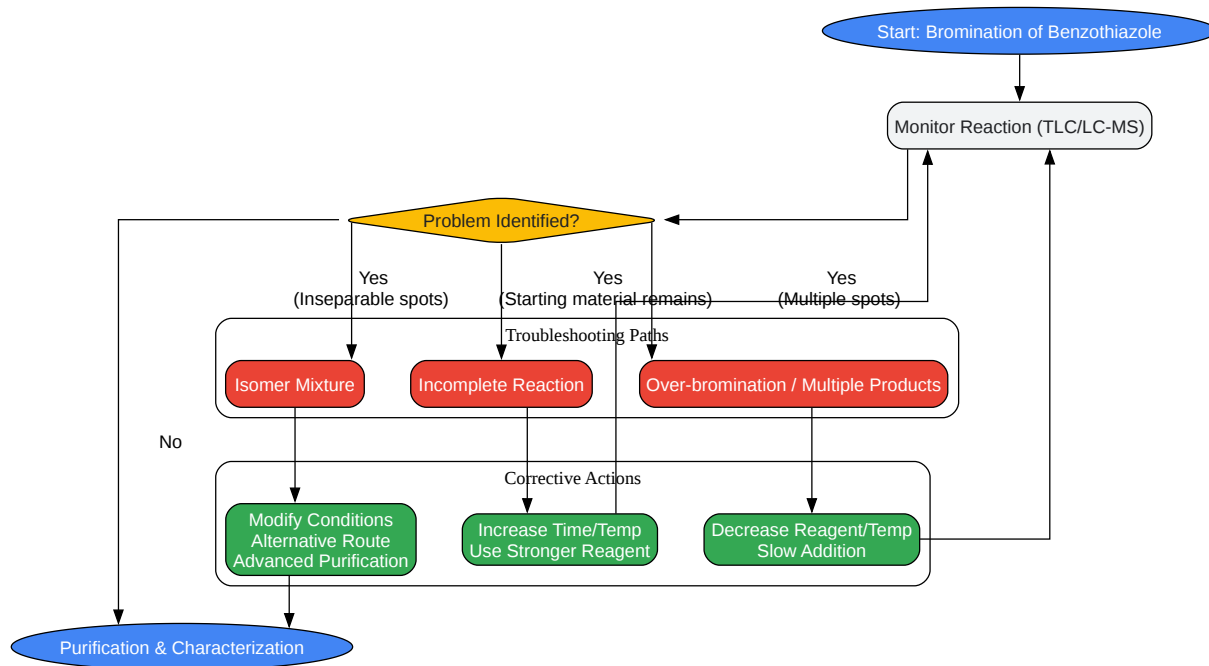 Start: Bromination of Benzothiazole
Monitor Reaction (TLC/LC-MS)
Problem Identified?
Yes
(Inseparable spots)
Yes
(Starting material remains)
Yes
(Multiple spots)
Troubleshooting Paths
Isomer Mixture
Incomplete Reaction
Over-bromination / Multiple Products
No
Corrective Actions
Modify Conditions
Alternative Route
Advanced Purification
Increase Time/Temp
Use Stronger Reagent
Decrease Reagent/Temp
Slow Addition
Purification & Characterization